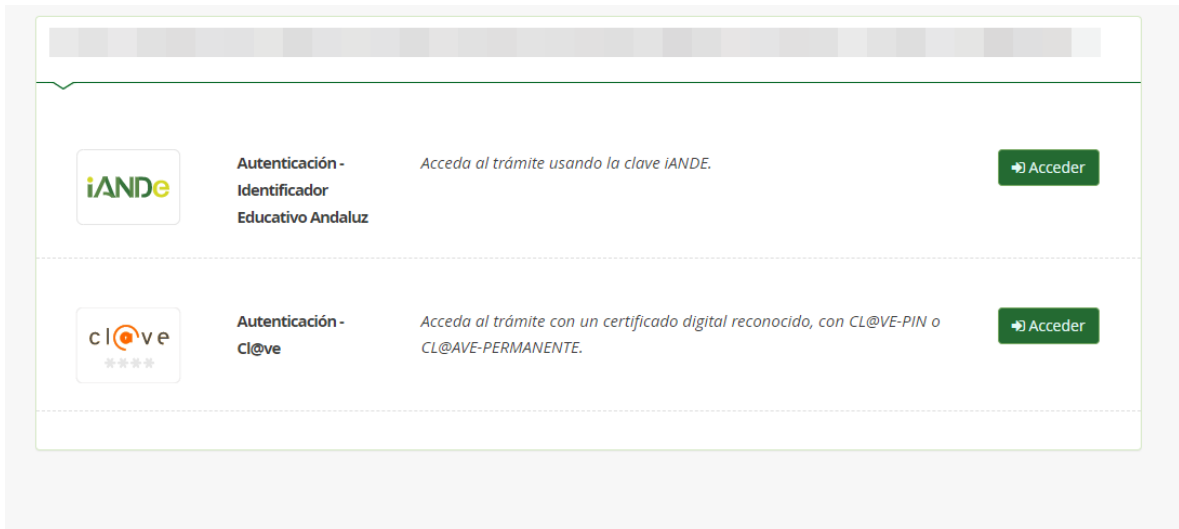 iANDe
Autenticación -
Identificador
Educativo Andaluz
Acceda al trámite usando la clave iANDE.
Acceder
cl@ve
****
Autenticación -
Cl@ve
Acceda al trámite con un certificado digital reconocido, con CL@VE-PIN o
CL@AVE-PERMANENTE.
Acceder